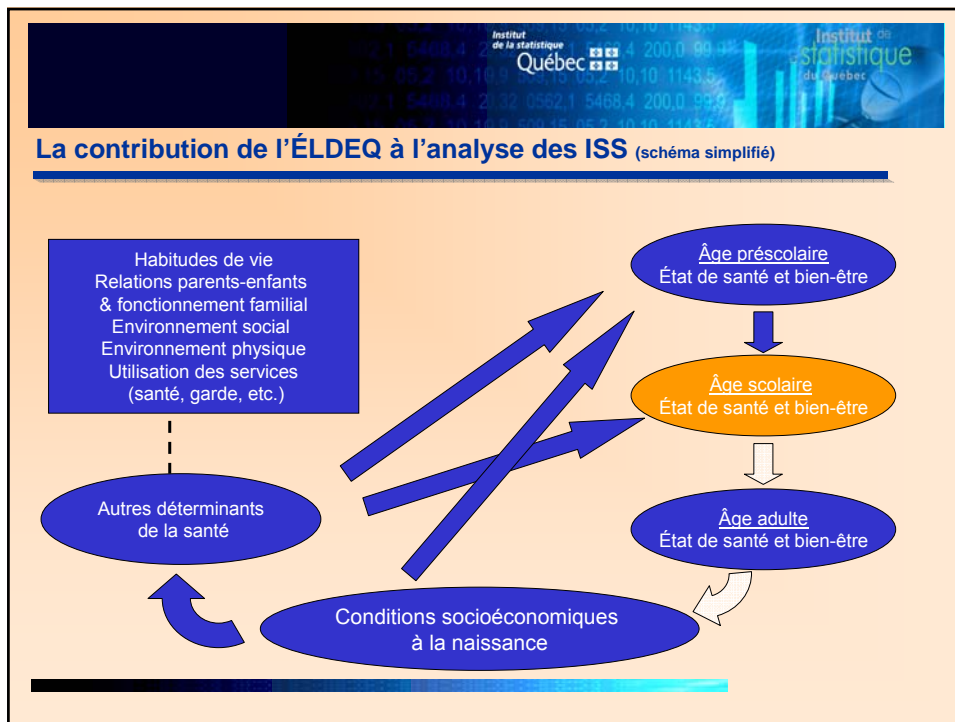 Institut
de la statistique
Québec
Institut de
statistique
du Québec
La contribution de l'ÉLDEQ à l'analyse des ISS (schéma simplifié)
Habitudes de vie
Relations parents-enfants
& fonctionnement familial
Environnement social
Environnement physique
Utilisation des services
(santé, garde, etc.)
Autres déterminants
de la santé
Conditions socioéconomiques
à la naissance
Âge préscolaire
État de santé et bien-être
Âge scolaire
État de santé et bien-être
Âge adulte
État de santé et bien-être